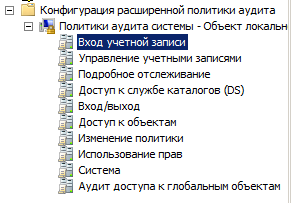 Конфигурация расширенной политики аудита
Политики аудита системы - Объект локальн
Вход учетной записи
Управление учетными записями
Подробное отслеживание
Доступ к службе каталогов (DS)
Вход/выход
Доступ к объектам
Изменение политики
Использование прав
Система
Аудит доступа к глобальным объектам